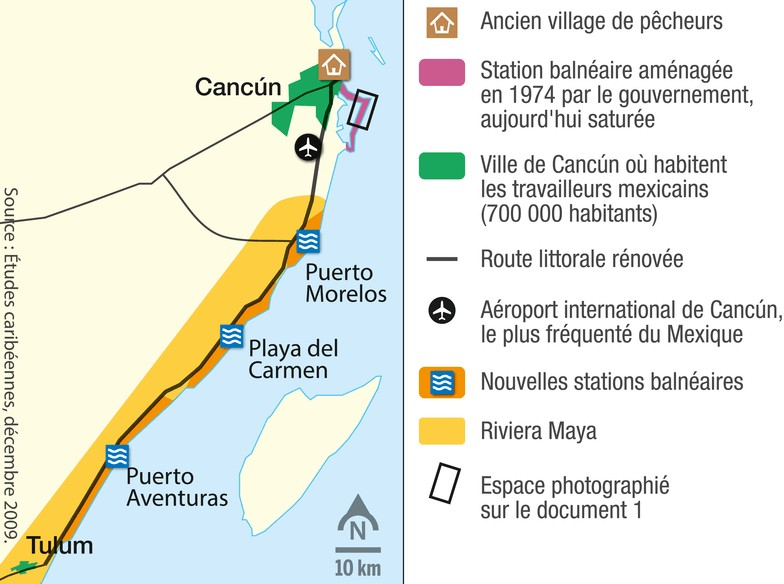 Cancún
Puerto
Morelos
Playa del
Carmen
Puerto
Aventuras
Tulum
N
10 km
Source : Études caribéennes, décembre 2009.
Ancien village de pêcheurs
Station balnéaire aménagée
en 1974 par le gouvernement,
aujourd'hui saturée
Ville de Cancún où habitent
les travailleurs mexicains
(700 000 habitants)
Route littorale rénovée
Aéroport international de Cancún,
le plus fréquenté du Mexique
Nouvelles stations balnéaires
Riviera Maya
Espace photographié
sur le document 1